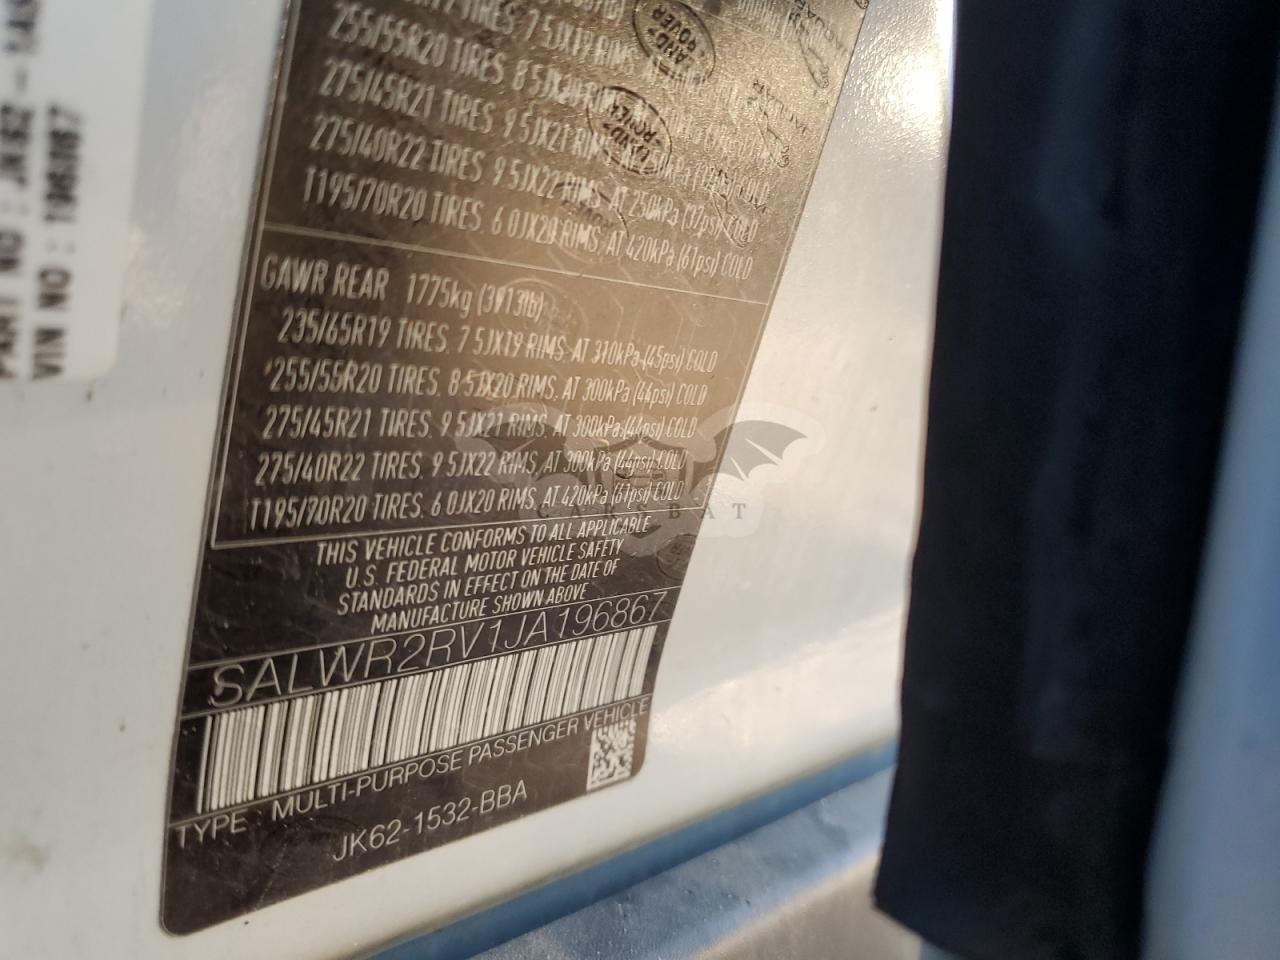 PART NO : JK62-
VIN NO : 196867
255/55R20 TIRES, 8.5JX20 RIMS,
275/45R21 TIRES, 9.5JX21 RIMS,
275/40R22 TIRES, 9.5JX22 RIMS, AT 250kPa (37psi) COLD
T195/70R20 TIRES, 6.0JX20 RIMS, AT 420kPa (61psi) COLD
GAWR REAR 1775kg (3913lb)
235/65R19 TIRES, 7.5JX19 RIMS, AT 310kPa (45psi) COLD
255/55R20 TIRES, 8.5JX20 RIMS, AT 300kPa (44psi) COLD
275/45R21 TIRES, 9.5JX21 RIMS, AT 300kPa (44psi) COLD
275/40R22 TIRES, 9.5JX22 RIMS, AT 300kPa (44psi) COLD
T195/70R20 TIRES, 6.0JX20 RIMS, AT 420kPa (61psi) COLD
CARSBAT
THIS VEHICLE CONFORMS TO ALL APPLICABLE
U.S. FEDERAL MOTOR VEHICLE SAFETY
STANDARDS IN EFFECT ON THE DATE OF
MANUFACTURE SHOWN ABOVE
SALWR2RV1JA196867
TYPE : MULTI-PURPOSE PASSENGER VEHICLE
JK62-1532-BBA